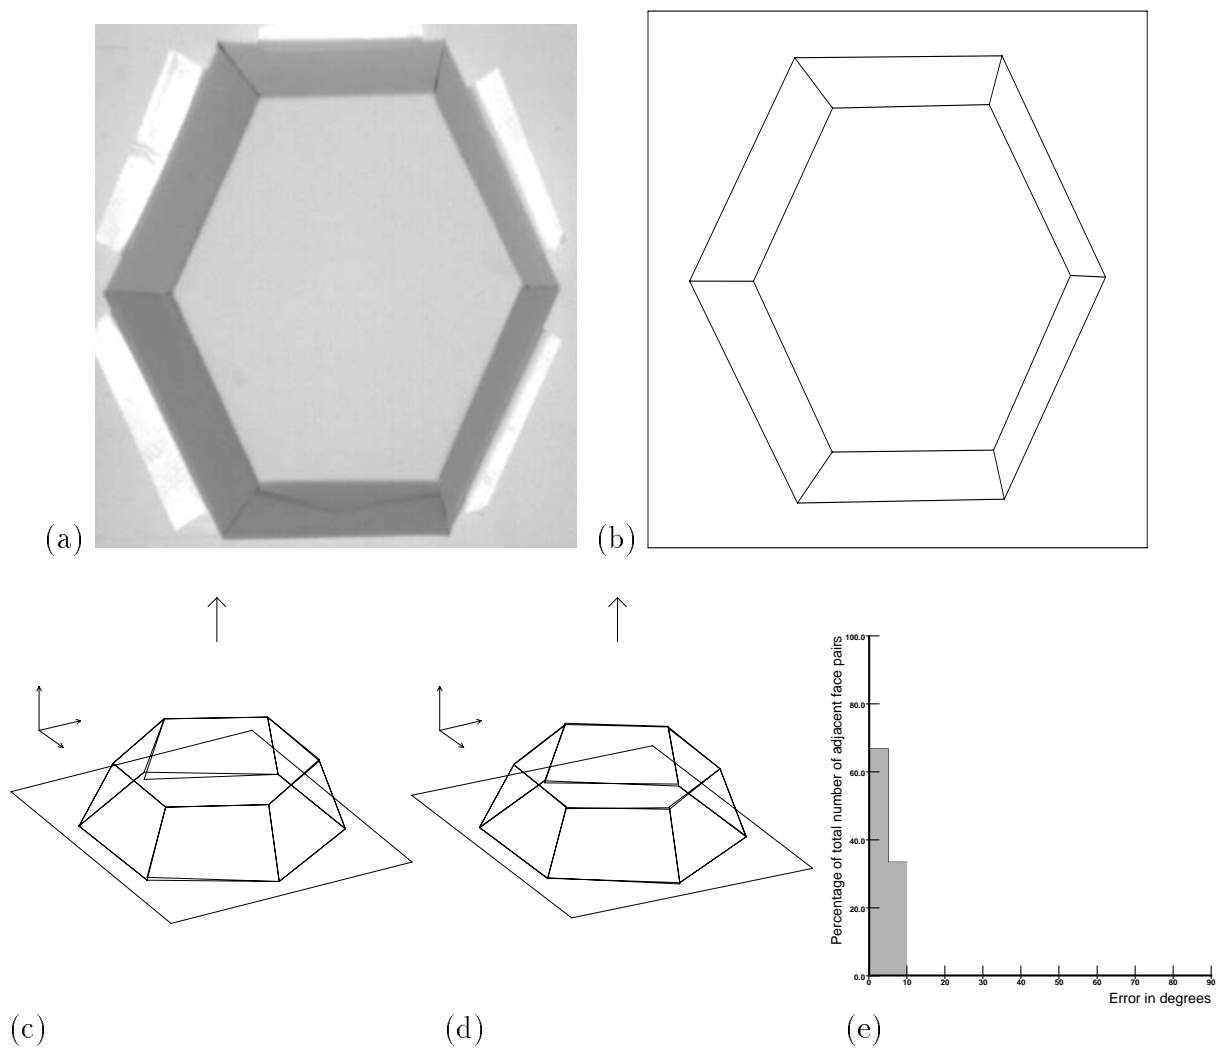 (a)
(b)
Percentage of total number of adjacent face pairs
100.0
80.0
60.0
40.0
20.0
0.0
0 10 20 30 40 50 60 70 80 90
Error in degrees
(c)
(d)
(e)